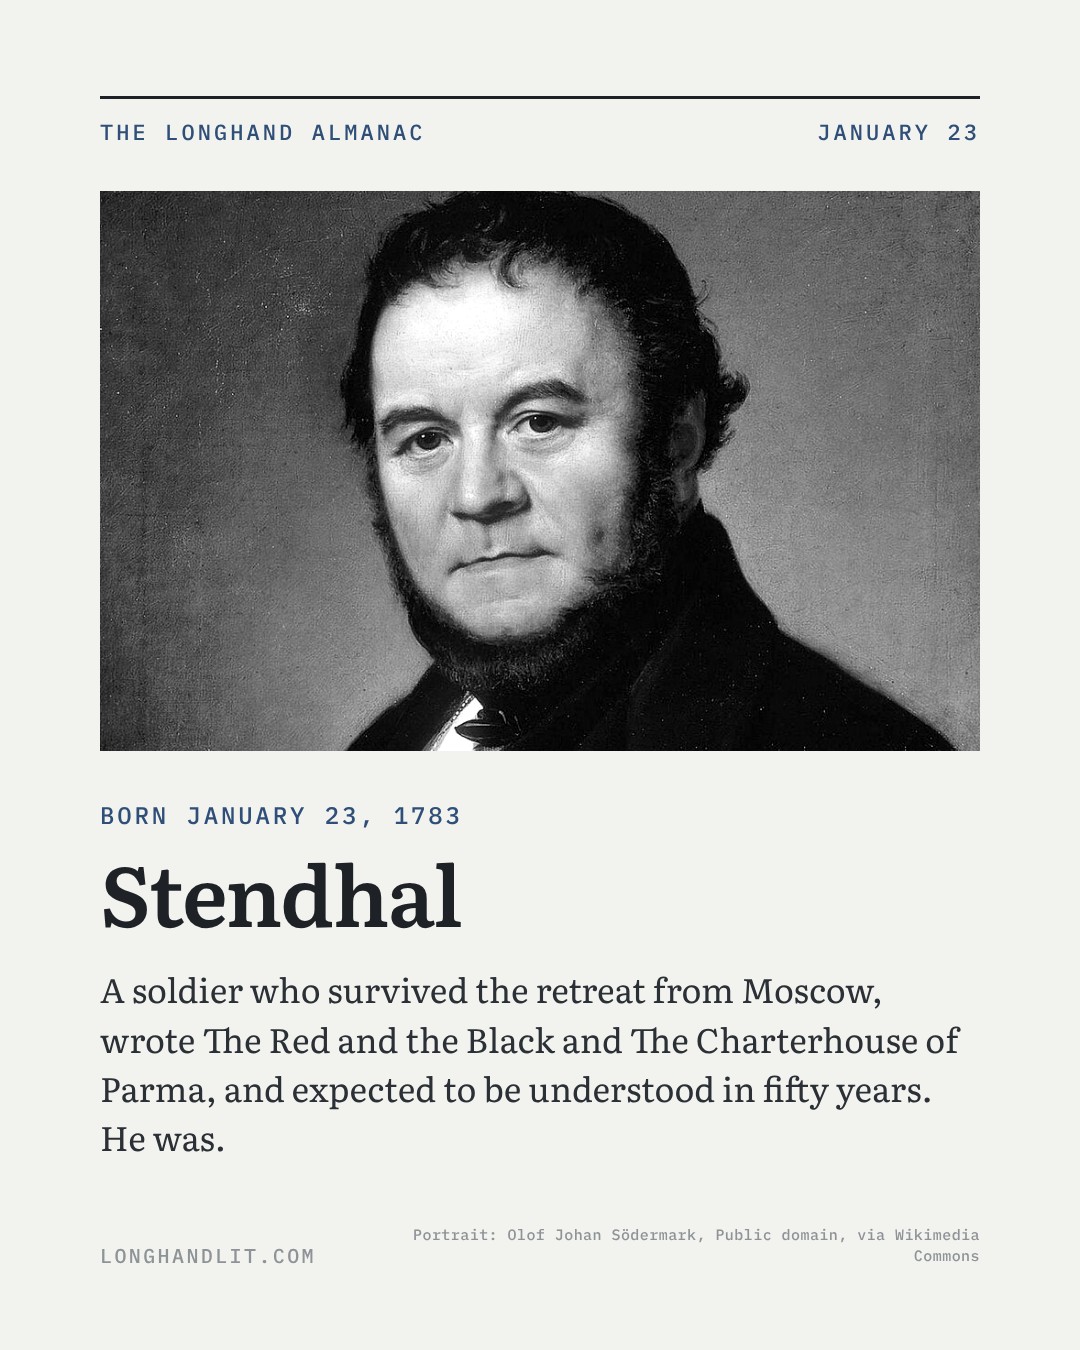 THE LONGHAND ALMANAC
JANUARY 23
BORN JANUARY 23, 1783
Stendhal
A soldier who survived the retreat from Moscow,
wrote The Red and the Black and The Charterhouse of
Parma, and expected to be understood in fifty years.
He was.
LONGHANDLIT.COM
Portrait: Olof Johan Södermark, Public domain, via Wikimedia
Commons